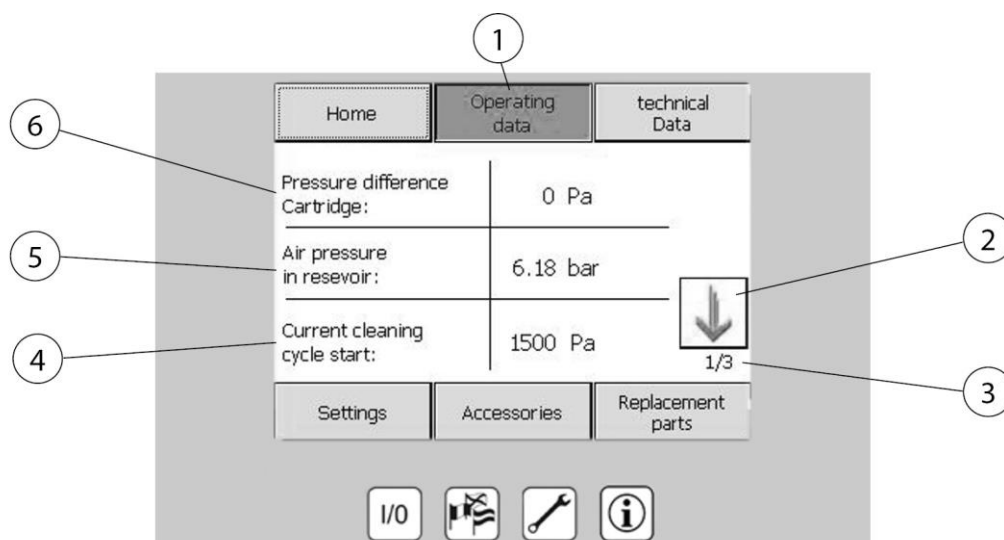 1
Home
Operating
data
technical
Data
6
Pressure difference
Cartridge:
0 Pa
5
Air pressure
in resevoir:
6.18 bar
2
4
Current cleaning
cycle start:
1500 Pa
1/3
3
Settings
Accessories
Replacement
parts
I/0
i